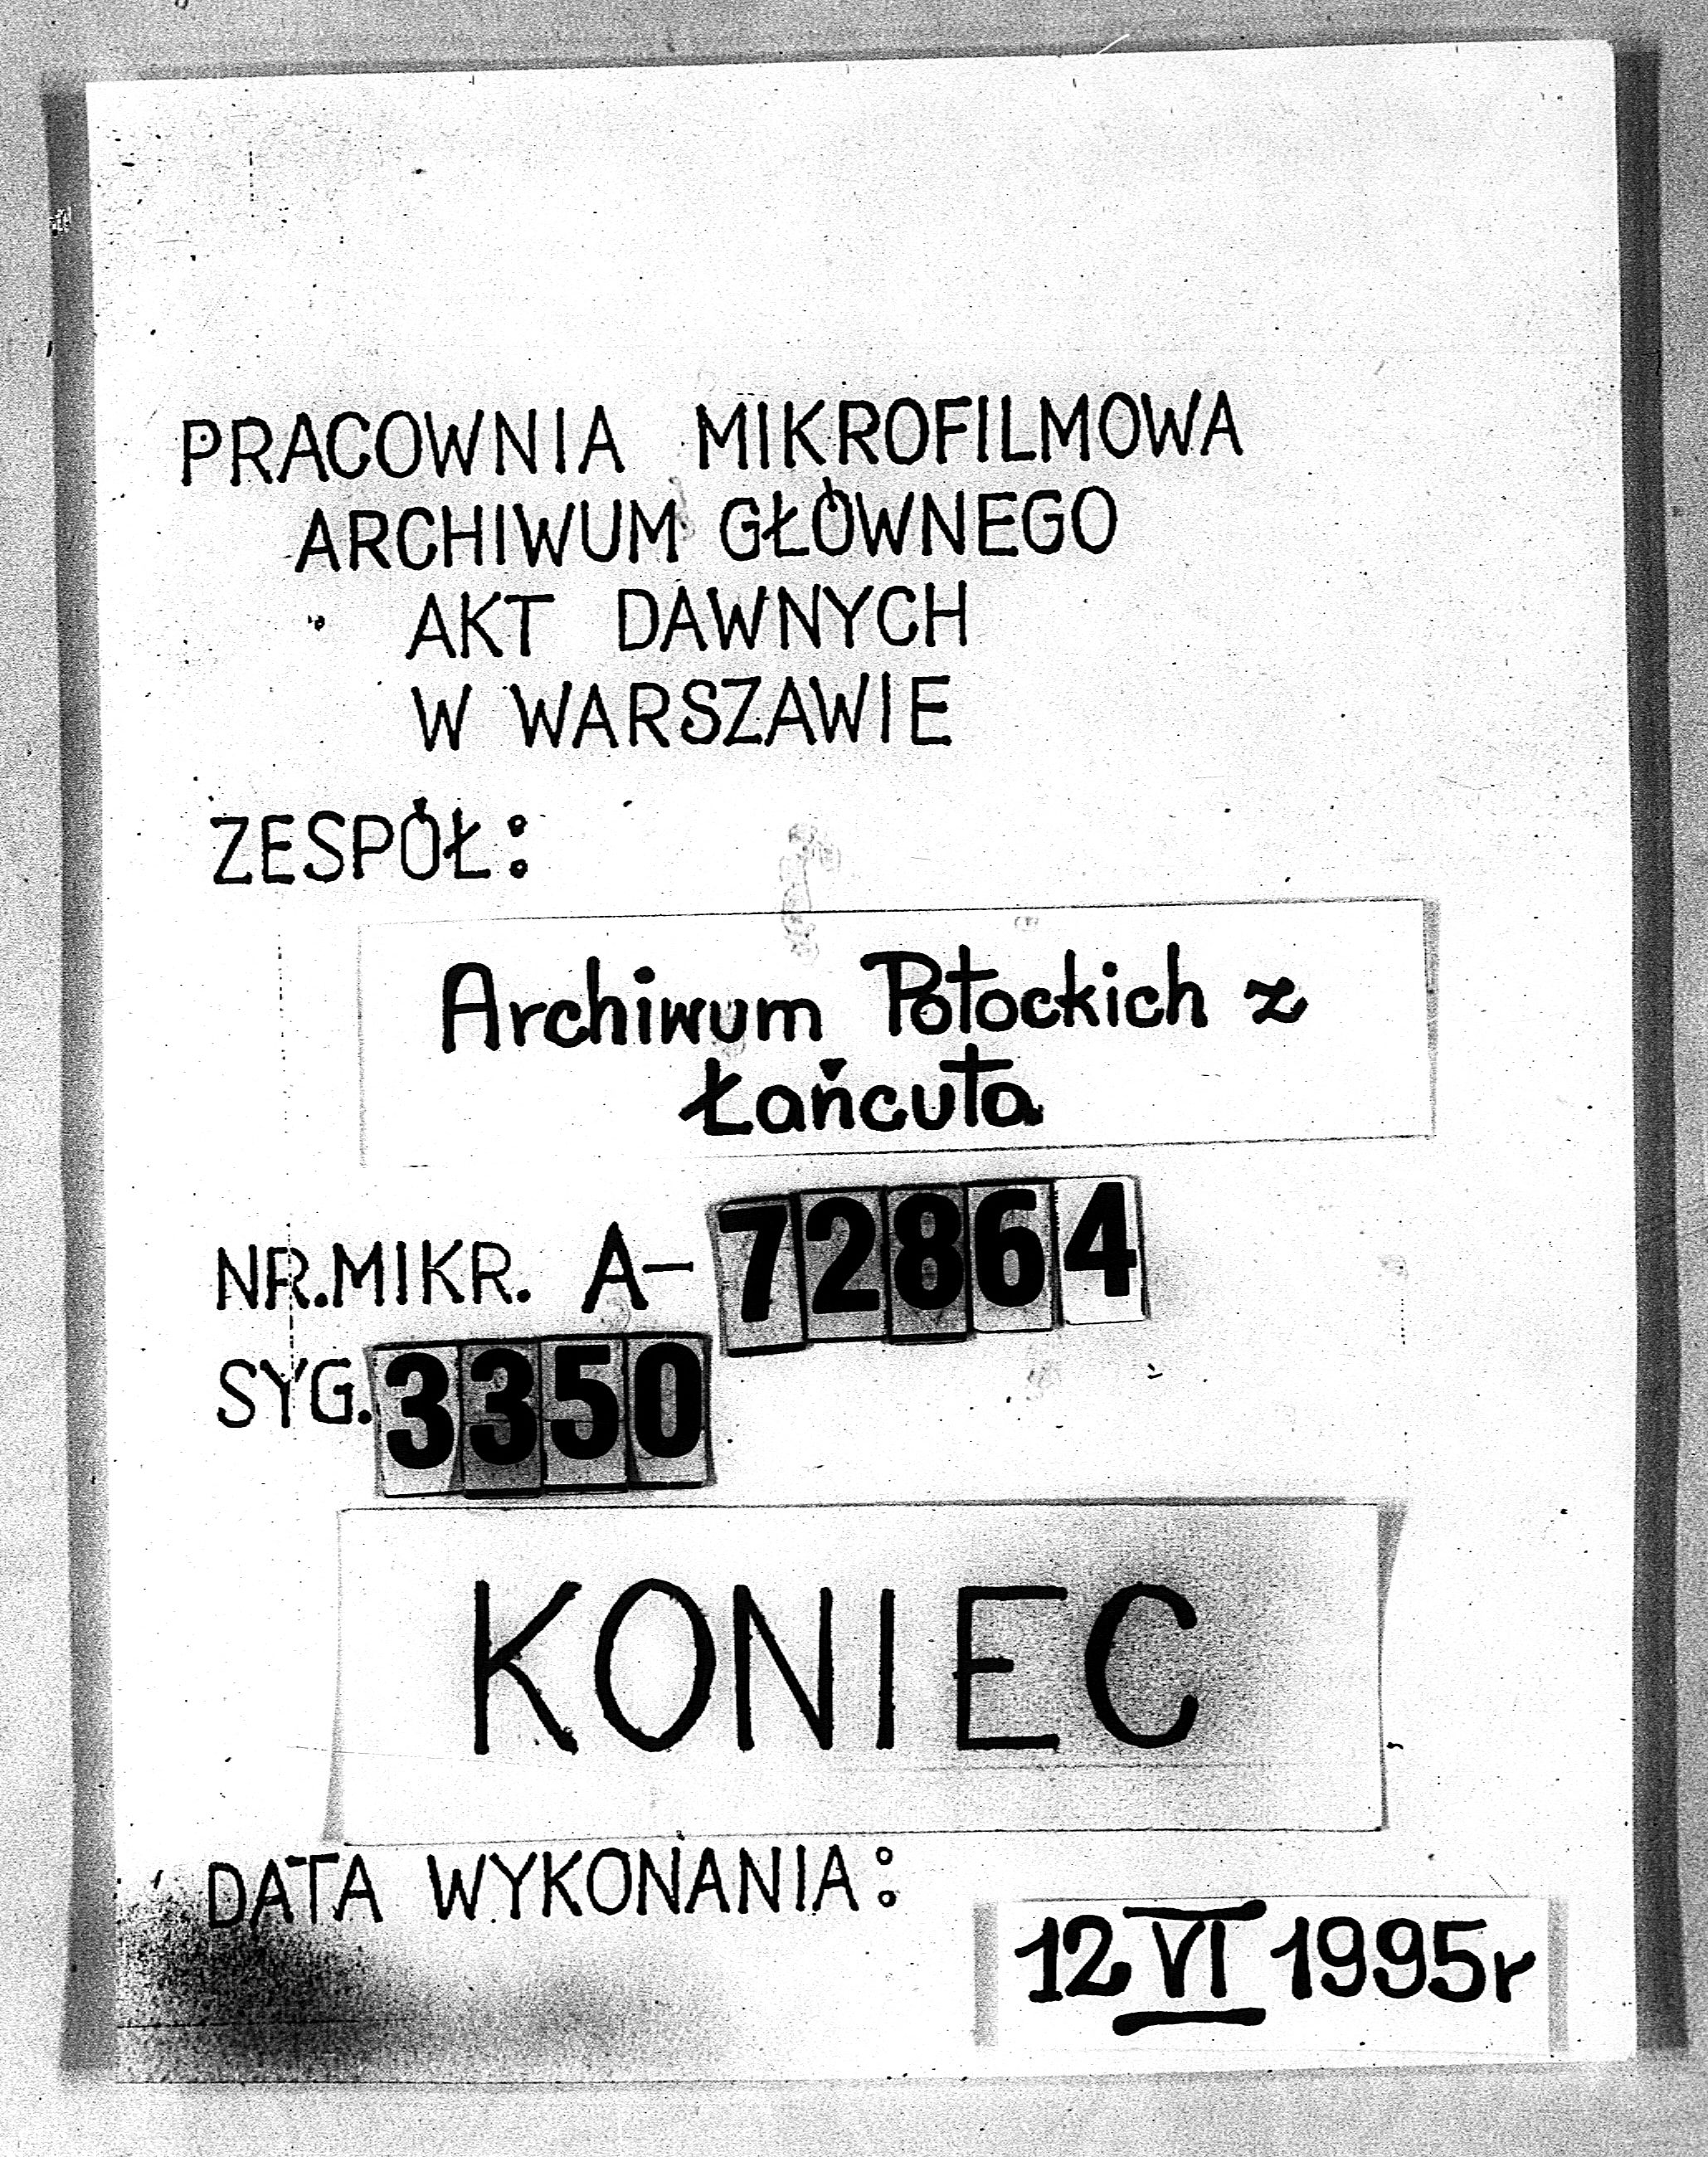 PRACOWNIA MIKROFILMOWA
ARCHIWUM GŁÓWNEGO
AKT DAWNYCH
W WARSZAWIE
ZESPÓŁ:
Archiwum Potockich z
Łańcuta
NR.MIKR. A-72864
SYG. 3350
KONIEC
DATA WYKONANIA:
12 VI 1995r